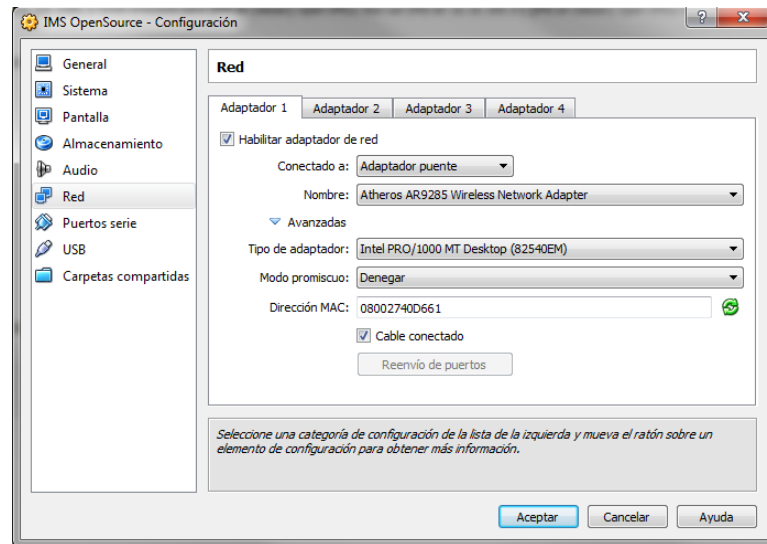 IMS OpenSource - Configuración
General
Sistema
Pantalla
Almacenamiento
Audio
Red
Puertos serie
USB
Carpetas compartidas
Red
Adaptador 1 Adaptador 2 Adaptador 3 Adaptador 4
Habilitar adaptador de red
Conectado a: Adaptador puente
Nombre: Atheros AR9285 Wireless Network Adapter
Avanzadas
Tipo de adaptador: Intel PRO/1000 MT Desktop (82540EM)
Modo promiscuo: Denegar
Dirección MAC: 08002740D661
Cable conectado
Reenvío de puertos
Seleccione una categoría de configuración de la lista de la izquierda y mueva el ratón sobre un
elemento de configuración para obtener más información.
Aceptar Cancelar Ayuda